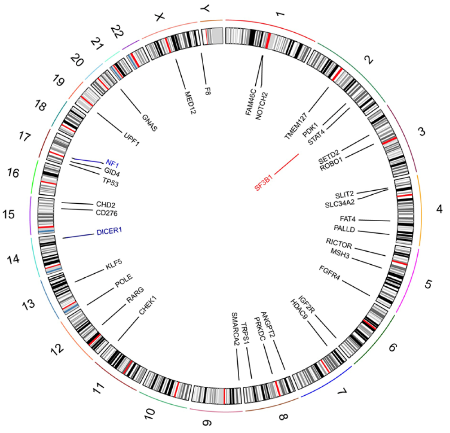 1
2
3
4
5
6
7
8
9
10
11
12
13
14
15
16
17
18
19
20
21
22
X
Y
FAM46C
NOTCH2
TMEM127
PDK1
STAT4
SF3B1
SETD2
ROBO1
SLIT2
SLC34A2
FAT4
PALLD
RICTOR
MSH3
FGFR4
IGF2R
HDAC9
ANGPT2
PRKDC
TRPS1
SMARCA2
CHEK1
RARG
POLE
KLF5
DICER1
CD276
CHD2
TP53
GID4
NF1
UPF1
GNAS
MED12
F8